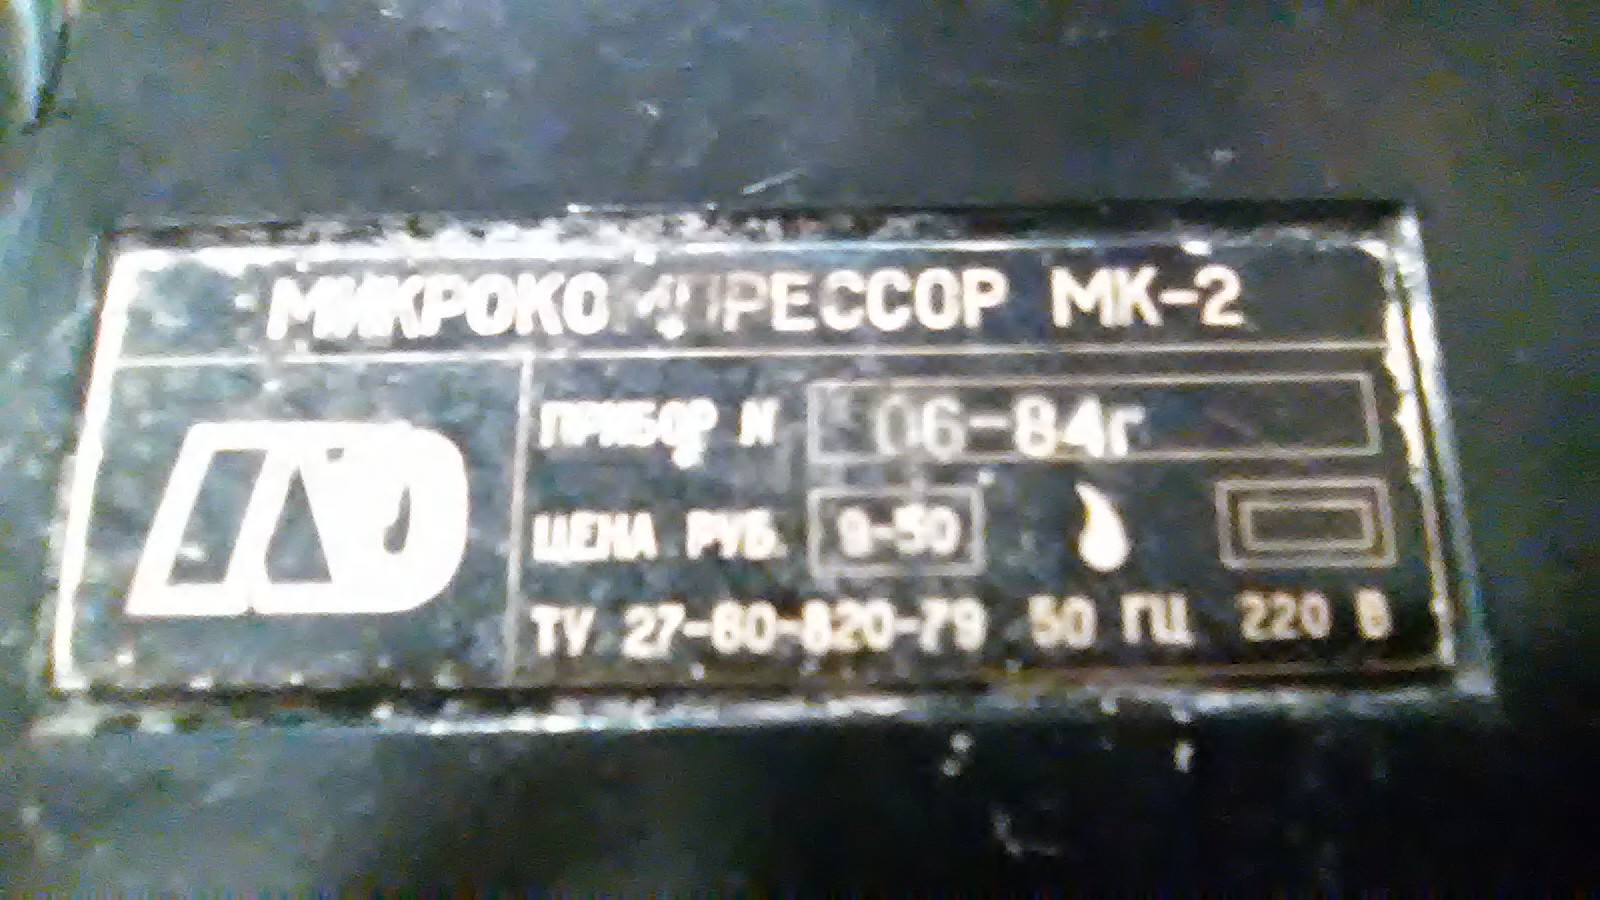 МИКРОКОМПРЕССОР МК-2
ПРИБОР N 06-84г
ЦЕНА РУБ. 9-50
ТУ 27-60-820-79 50 ГЦ 220 В